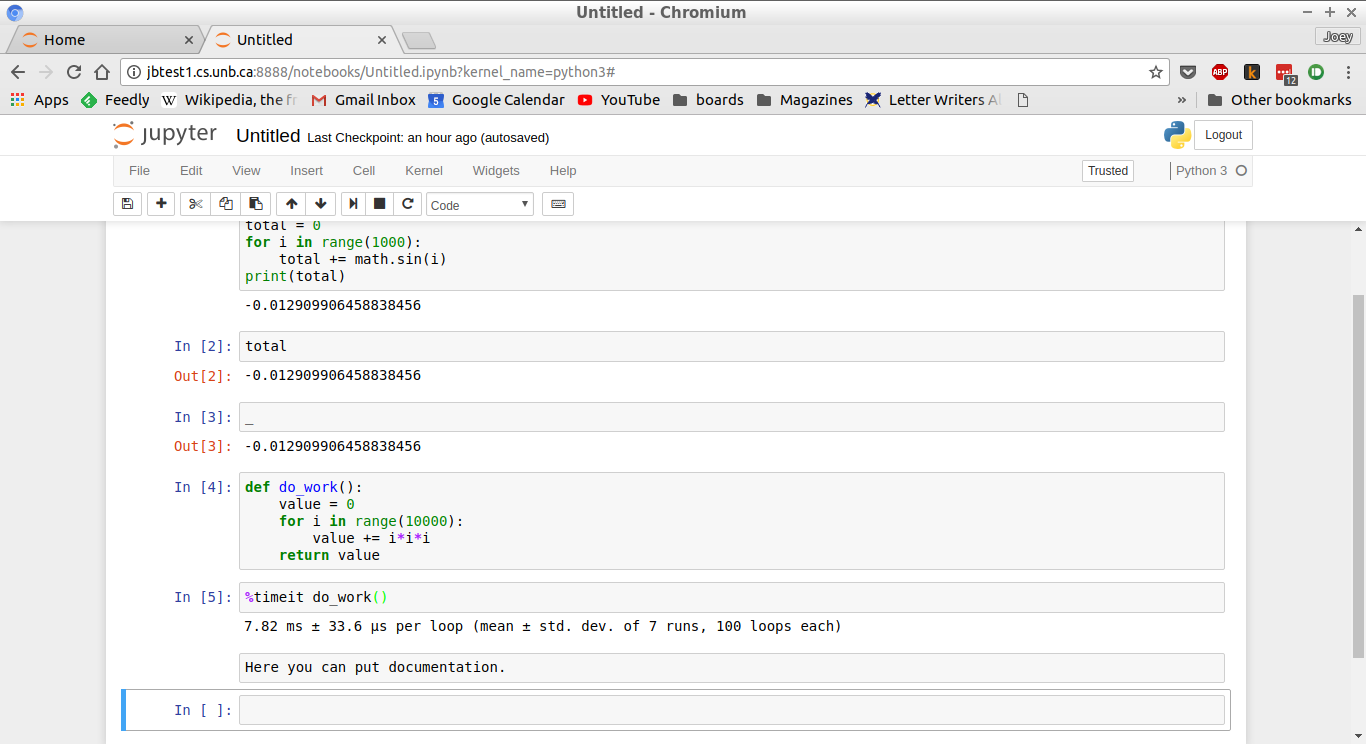 Untitled - Chromium
Home
Untitled
Joey
jbtest1.cs.unb.ca:8888/notebooks/Untitled.ipynb?kernel_name=python3#
ABP
k
12
Apps
Feedly
W Wikipedia, the fr
Gmail Inbox
5 Google Calendar
YouTube
boards
Magazines
Letter Writers Al
»
Other bookmarks
jupyter
Untitled
Last Checkpoint: an hour ago (autosaved)
Logout
File Edit View Insert Cell Kernel Widgets Help
Trusted
Python 3
Code
total = 0
for i in range(1000):
    total += math.sin(i)
print(total)
-0.012909906458838456
In [2]: total
Out[2]: -0.012909906458838456
In [3]: _
Out[3]: -0.012909906458838456
In [4]: def do_work():
    value = 0
    for i in range(10000):
        value += i*i*i
    return value
In [5]: %timeit do_work()
7.82 ms ± 33.6 µs per loop (mean ± std. dev. of 7 runs, 100 loops each)
Here you can put documentation.
In [ ]: